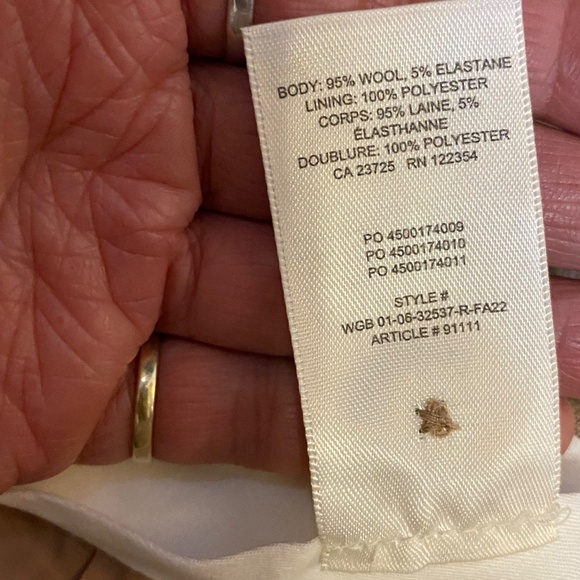 BODY: 95% WOOL, 5% ELASTANE
LINING: 100% POLYESTER
CORPS: 95% LAINE, 5%
ÉLASTHANNE
DOUBLURE: 100% POLYESTER
CA 23725 RN 122354
PO 4500174009
PO 4500174010
PO 4500174011
STYLE #
WGB 01-06-32537-R-FA22
ARTICLE # 91111